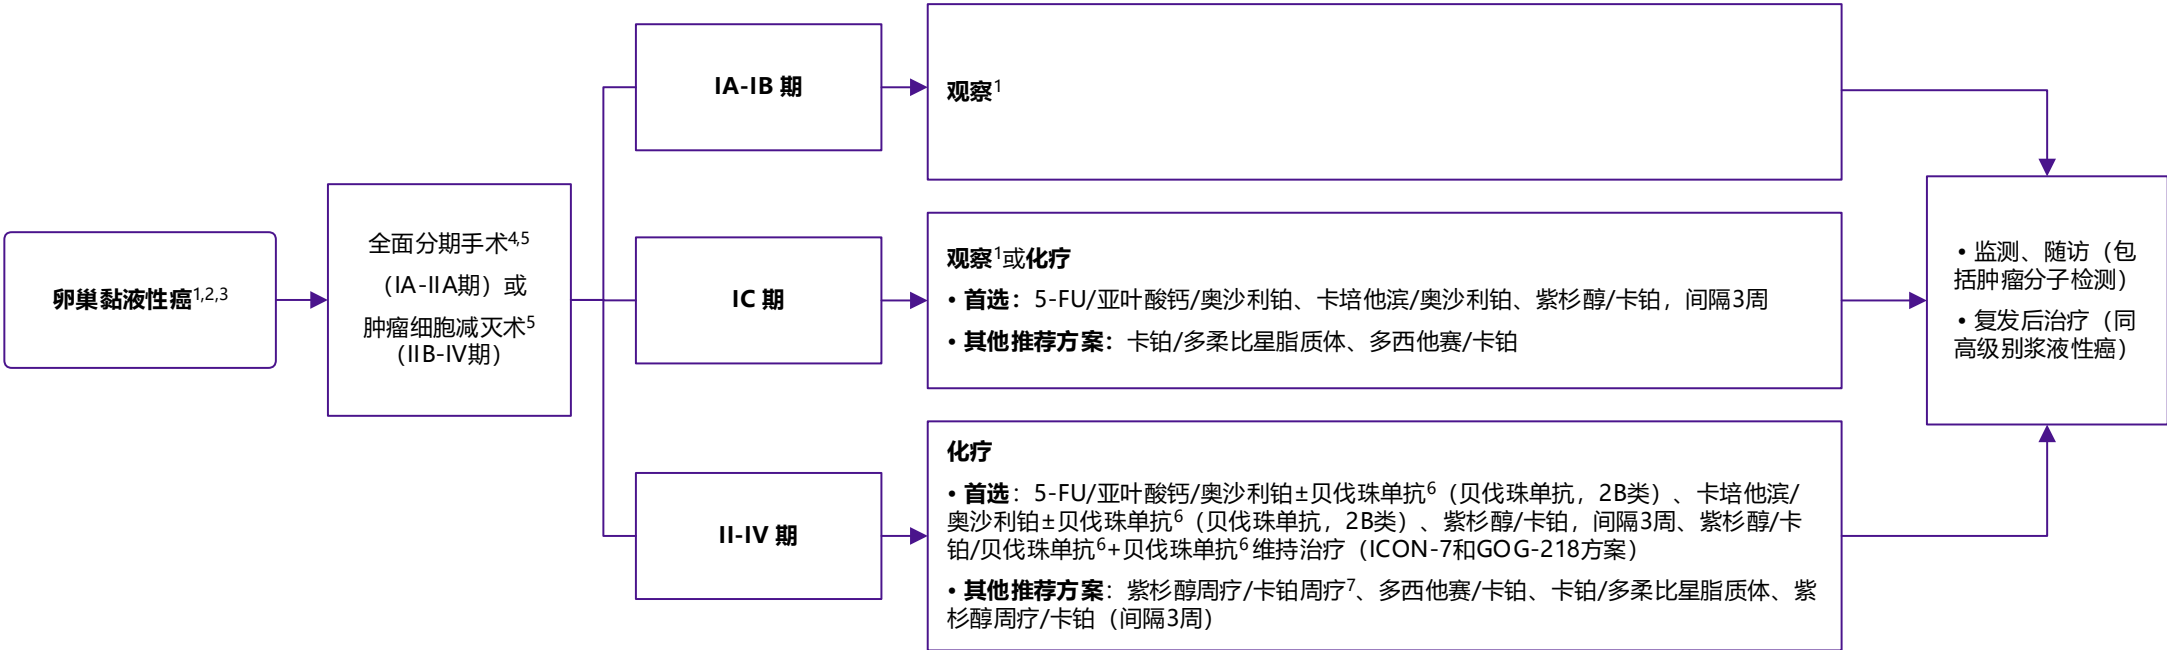 卵巢黏液性癌1,2,3
全面分期手术4,5
（IA-IIA期）或
肿瘤细胞减灭术5
（IIB-IV期）
IA-IB 期
观察1
IC 期
观察1或化疗
• 首选：5-FU/亚叶酸钙/奥沙利铂、卡培他滨/奥沙利铂、紫杉醇/卡铂，间隔3周
• 其他推荐方案：卡铂/多柔比星脂质体、多西他赛/卡铂
II-IV 期
化疗
• 首选：5-FU/亚叶酸钙/奥沙利铂±贝伐珠单抗6（贝伐珠单抗，2B类）、卡培他滨/
奥沙利铂±贝伐珠单抗6（贝伐珠单抗，2B类）、紫杉醇/卡铂，间隔3周、紫杉醇/卡
铂/贝伐珠单抗6+贝伐珠单抗6维持治疗（ICON-7和GOG-218方案）
• 其他推荐方案：紫杉醇周疗/卡铂周疗7、多西他赛/卡铂、卡铂/多柔比星脂质体、紫
杉醇周疗/卡铂（间隔3周）
• 监测、随访（包
括肿瘤分子检测）
• 复发后治疗（同
高级别浆液性癌）